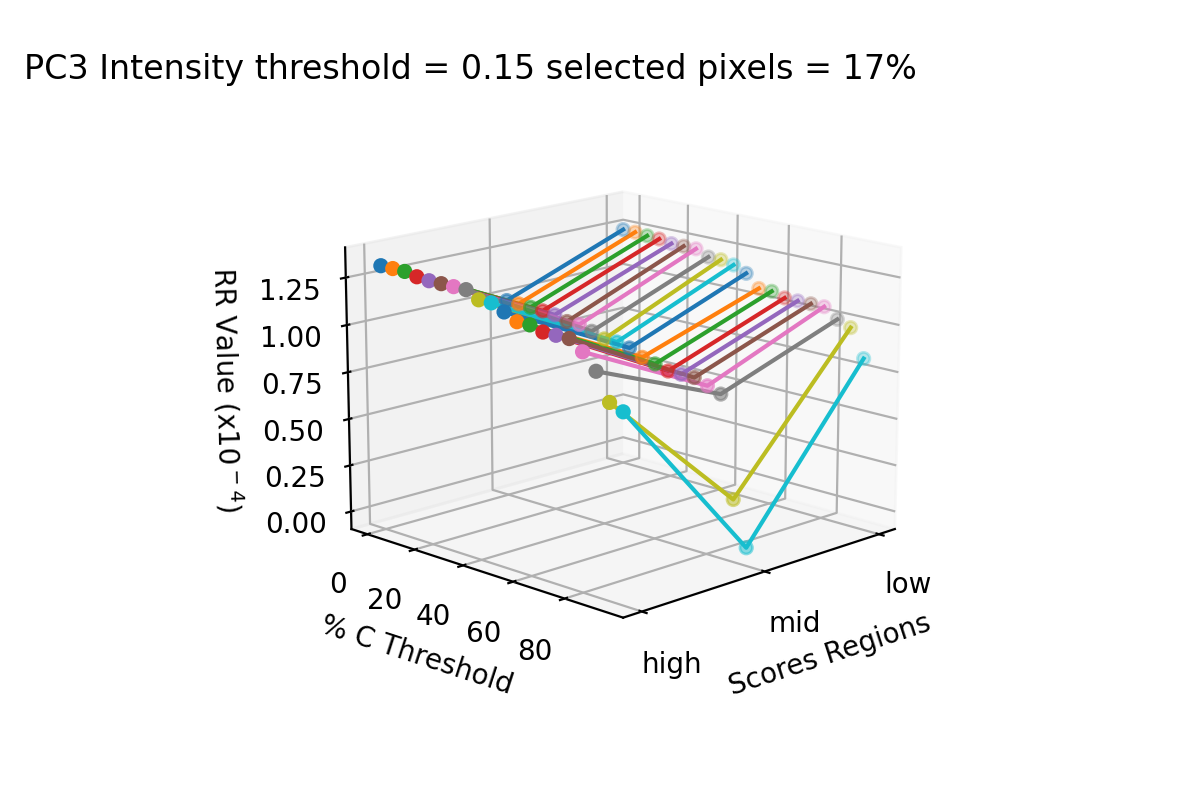 PC3 Intensity threshold = 0.15 selected pixels = 17%
RR Value (x10⁻⁴)
1.25
1.00
0.75
0.50
0.25
0.00
0
20
40
60
80
% C Threshold
high
mid
low
Scores Regions